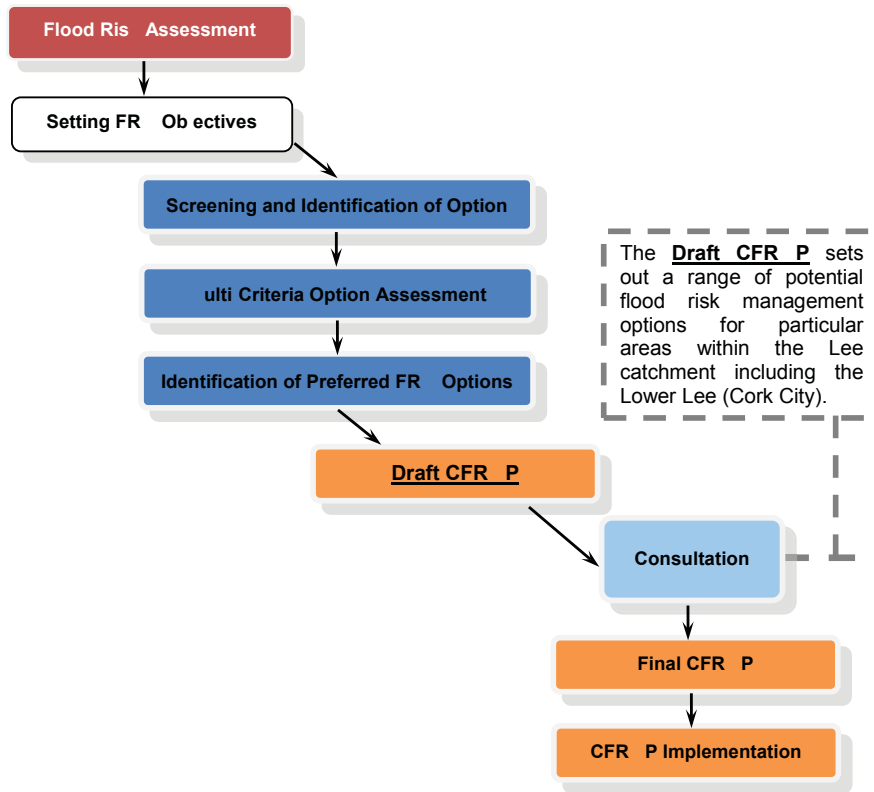 Flood Ris Assessment
Setting FR Ob ectives
Screening and Identification of Option
ulti Criteria Option Assessment
Identification of Preferred FR Options
Draft CFR P
The Draft CFR P sets
out a range of potential
flood risk management
options for particular
areas within the Lee
catchment including the
Lower Lee (Cork City).
Consultation
Final CFR P
CFR P Implementation